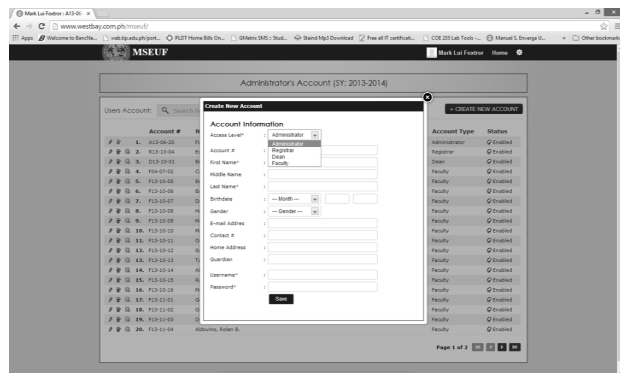 Mark Lui Foxtror : A13-06-
www.westbay.com.ph/mseuf/
Apps Welcome to BancNe... web.tip.edu.ph/port... PLDT Home Bills On... GMetrix SMS :: Stud... Staind Mp3 Download Free all IT certificati... COE 205 Lab Tools -... Manuel S. Enverga U... » Other bookmarks
MSEUF Mark Lui Foxtror Home
Administrator's Account (SY: 2013-2014)
Users Account: Search + CREATE NEW ACCOUNT
Account # Account Type Status
1. A13-06-20 Administrator Enabled
2. R13-10-04 Registrar Enabled
3. D13-10-01 Dean Enabled
4. F04-07-02 Faculty Enabled
5. F13-10-05 Faculty Enabled
6. F13-10-06 Faculty Enabled
7. F13-10-07 Faculty Enabled
8. F13-10-08 Faculty Enabled
9. F13-10-09 Faculty Enabled
10. F13-10-10 Faculty Enabled
11. F13-10-11 Faculty Enabled
12. F13-10-12 Faculty Enabled
13. F13-10-13 Faculty Enabled
14. F13-10-14 Faculty Enabled
15. F13-10-15 Faculty Enabled
16. F13-10-16 Faculty Enabled
17. F13-11-01 Faculty Enabled
18. F13-11-02 Faculty Enabled
19. F13-11-03 Faculty Enabled
20. F13-11-04 Aldovino, Rolan B. Faculty Enabled
Page 1 of 2
Create New Account
Account Information
Access Level* : Administrator
Administrator
Registrar
Dean
Faculty
Account # :
First Name* :
Middle Name :
Last Name* :
Birthdate : --- Month ---
Gender : --- Gender ---
E-mail Addres :
Contact # :
Home Address :
Guardian :
Username* :
Password* :
Save